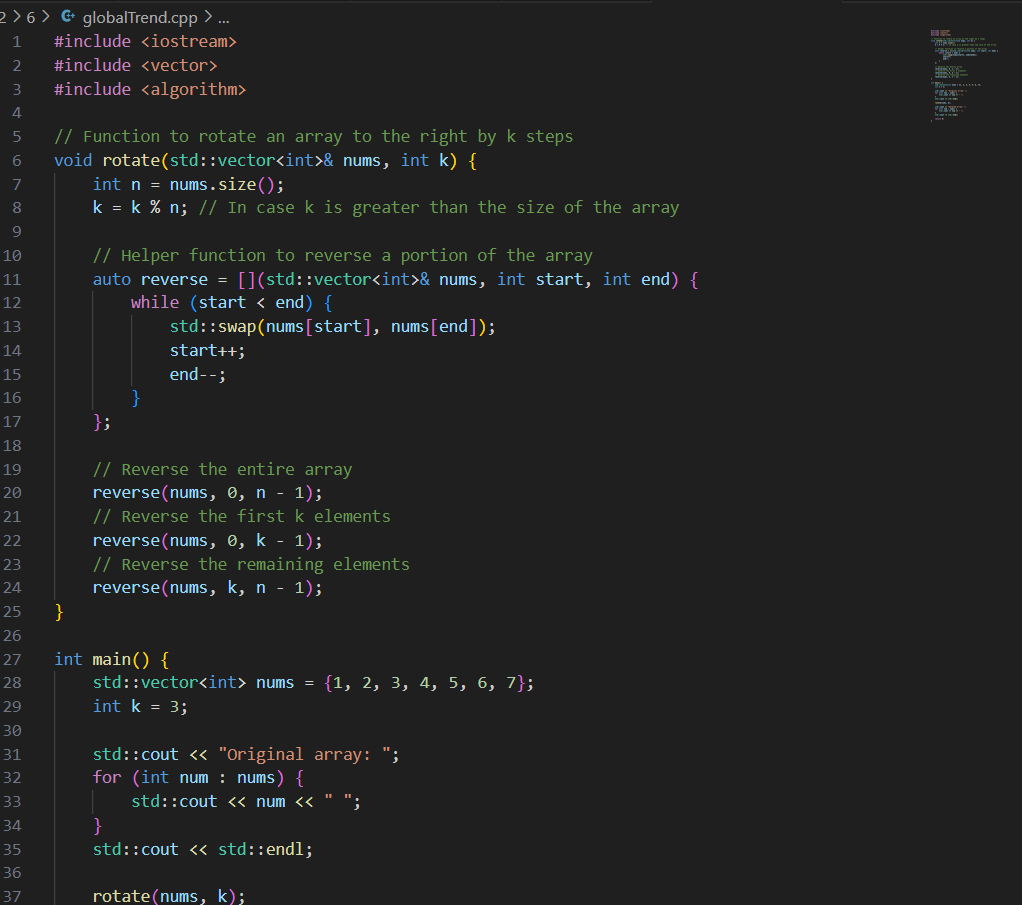 2 > 6 > globalTrend.cpp > ...
1 #include <iostream>
2 #include <vector>
3 #include <algorithm>
4
5 // Function to rotate an array to the right by k steps
6 void rotate(std::vector<int>& nums, int k) {
7     int n = nums.size();
8     k = k % n; // In case k is greater than the size of the array
9
10     // Helper function to reverse a portion of the array
11     auto reverse = [](std::vector<int>& nums, int start, int end) {
12         while (start < end) {
13             std::swap(nums[start], nums[end]);
14             start++;
15             end--;
16         }
17     };
18
19     // Reverse the entire array
20     reverse(nums, 0, n - 1);
21     // Reverse the first k elements
22     reverse(nums, 0, k - 1);
23     // Reverse the remaining elements
24     reverse(nums, k, n - 1);
25 }
26
27 int main() {
28     std::vector<int> nums = {1, 2, 3, 4, 5, 6, 7};
29     int k = 3;
30
31     std::cout << "Original array: ";
32     for (int num : nums) {
33         std::cout << num << " ";
34     }
35     std::cout << std::endl;
36
37     rotate(nums, k);